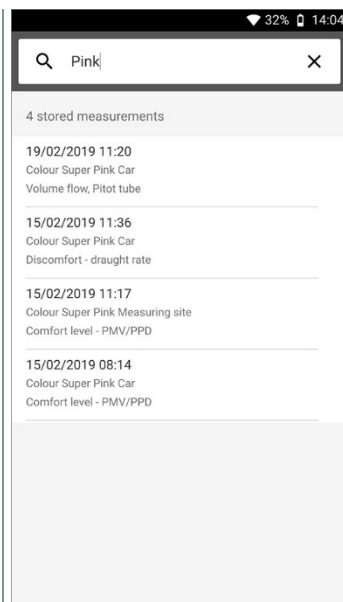 32% 14:04
Pink
4 stored measurements
19/02/2019 11:20
Colour Super Pink Car
Volume flow, Pitot tube
15/02/2019 11:36
Colour Super Pink Car
Discomfort - draught rate
15/02/2019 11:17
Colour Super Pink Measuring site
Comfort level - PMV/PPD
15/02/2019 08:14
Colour Super Pink Car
Comfort level - PMV/PPD